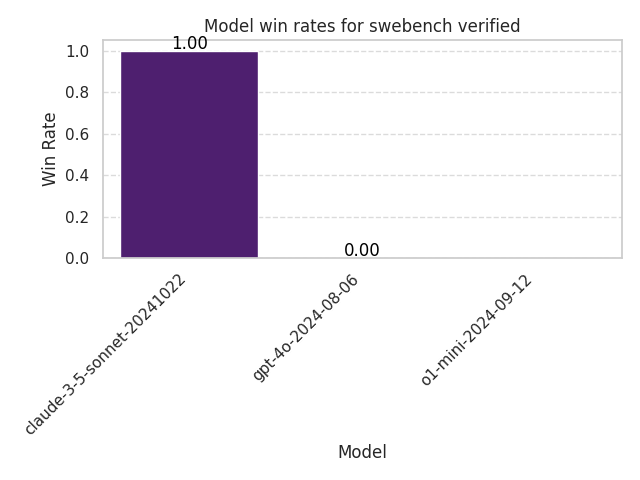 Model win rates for swebench verified
1.00
1.0
0.8
0.6
0.4
0.2
0.0
Win Rate
0.00
claude-3-5-sonnet-20241022
gpt-4o-2024-08-06
o1-mini-2024-09-12
Model